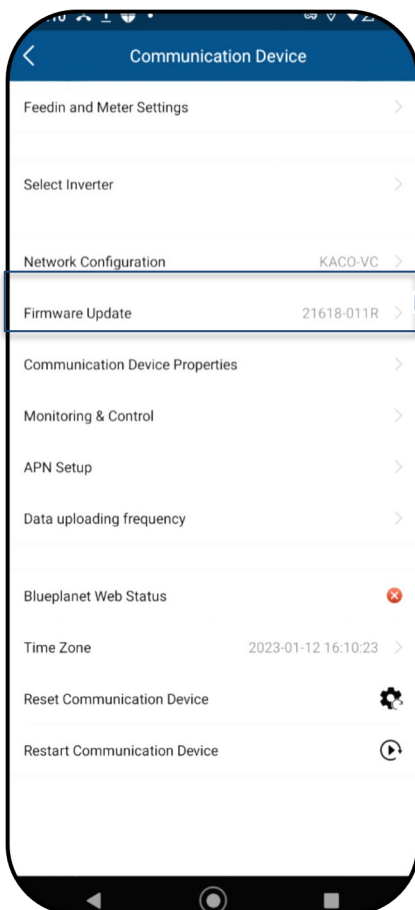 Communication Device
Feedin and Meter Settings
Select Inverter
Network Configuration KACO-VC
Firmware Update 21618-011R
Communication Device Properties
Monitoring & Control
APN Setup
Data uploading frequency
Blueplanet Web Status
Time Zone 2023-01-12 16:10:23
Reset Communication Device
Restart Communication Device